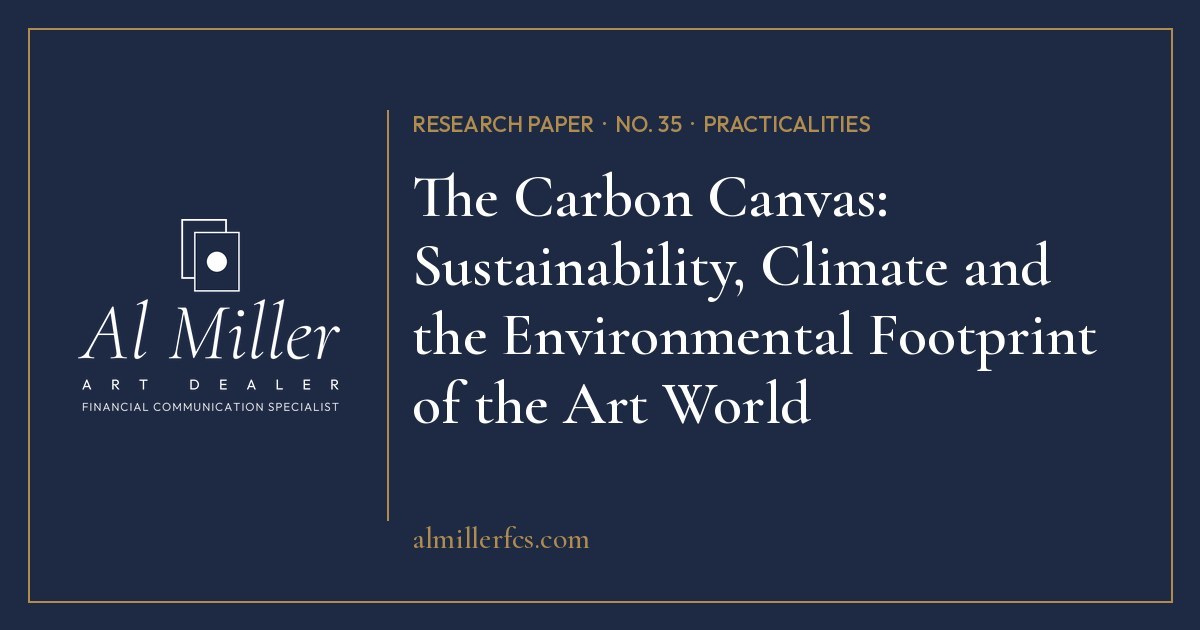 Al Miller
ART DEALER
FINANCIAL COMMUNICATION SPECIALIST
RESEARCH PAPER · NO. 35 · PRACTICALITIES
The Carbon Canvas:
Sustainability, Climate and
the Environmental Footprint
of the Art World
almillerfcs.com